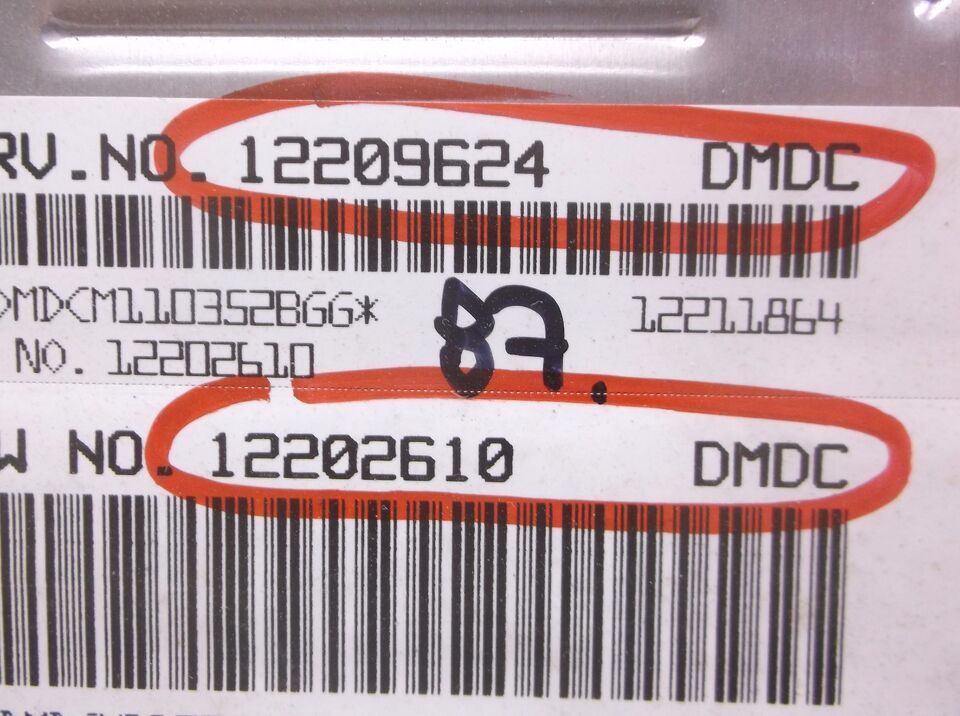 RV.NO. 12209624 DMDC
DMDCM110352BGG* 12211864
87.
NO. 12202610
W NO. 12202610 DMDC